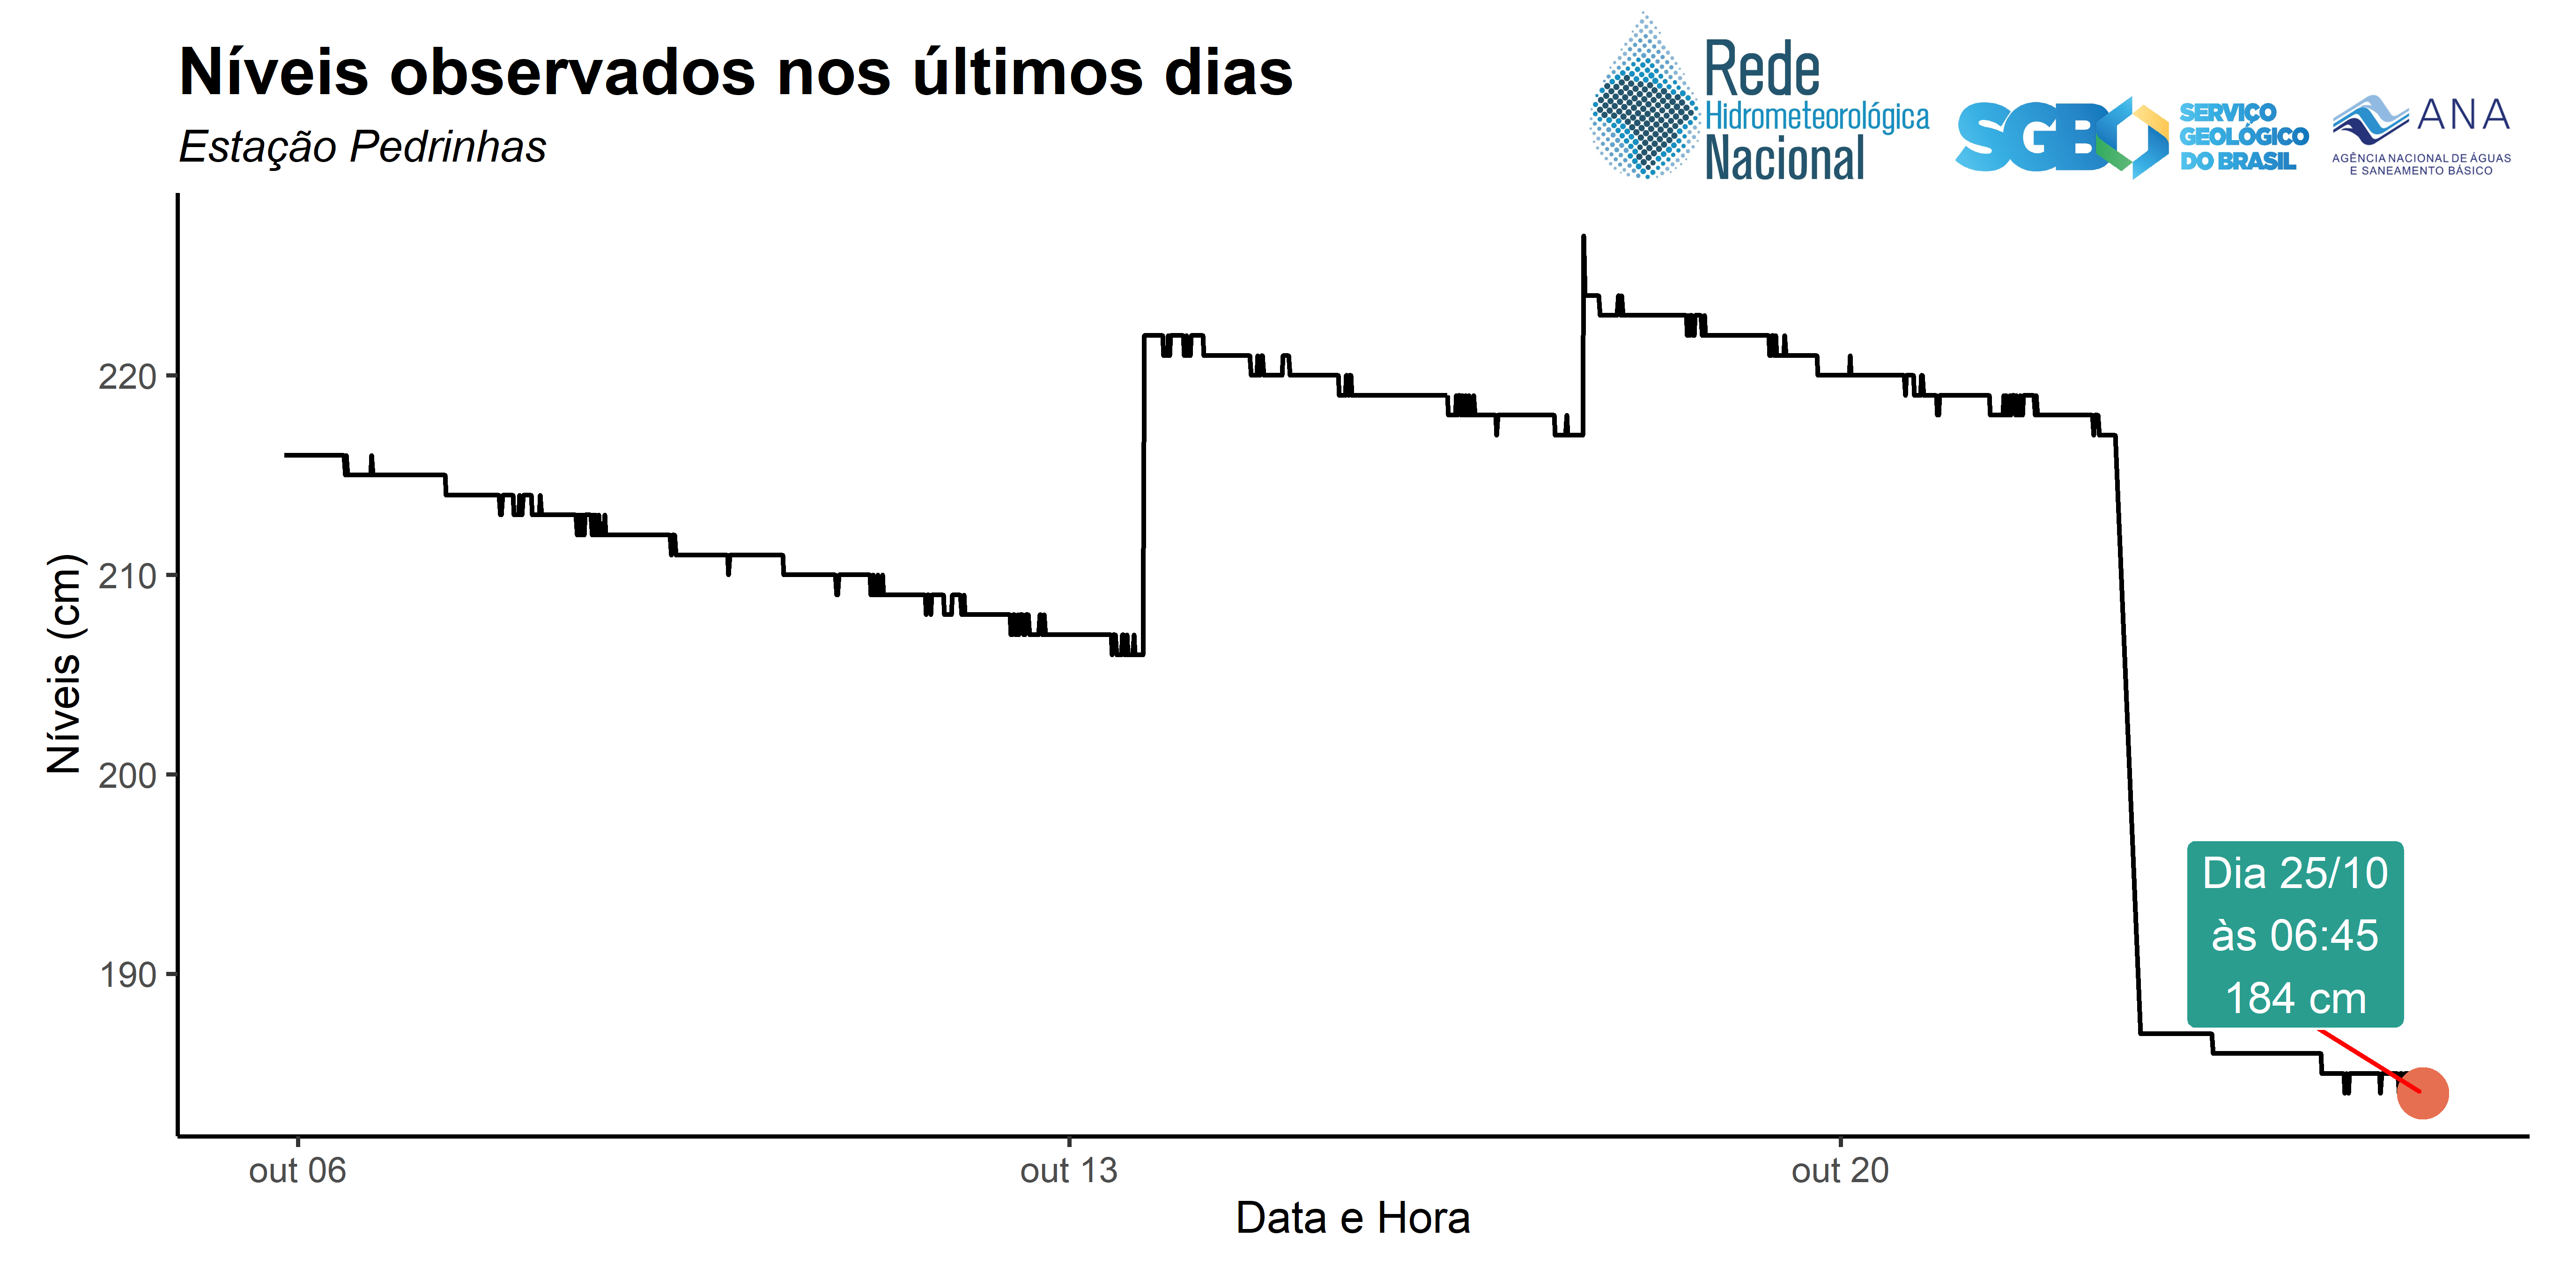 Níveis observados nos últimos dias
Estação Pedrinhas
Rede
Hidrometeorológica
Nacional
SGB
SERVIÇO
GEOLÓGICO
DO BRASIL
ANA
AGÊNCIA NACIONAL DE ÁGUAS
E SANEAMENTO BÁSICO
Níveis (cm)
220
210
200
190
Dia 25/10
às 06:45
184 cm
out 06
out 13
out 20
Data e Hora